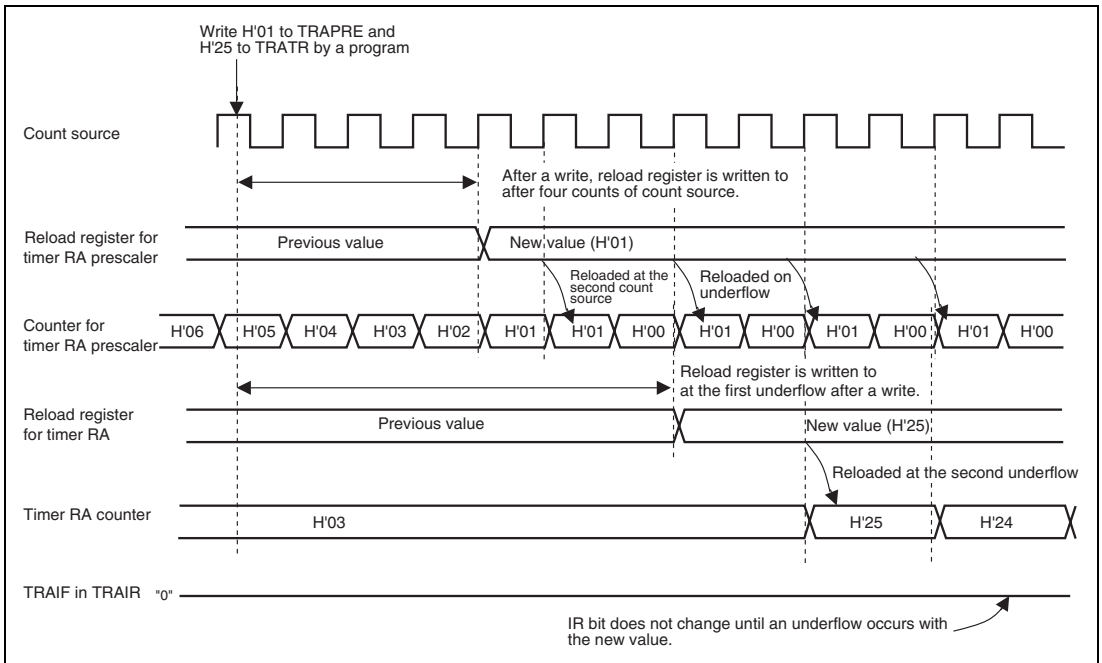 Write H'01 to TRAPRE and
H'25 to TRATR by a program
Count source
After a write, reload register is written to
after four counts of count source.
Reload register for
timer RA prescaler
Previous value
New value (H'01)
Reloaded at the
second count
source
Reloaded on
underflow
Counter for
timer RA prescaler
H'06 H'05 H'04 H'03 H'02 H'01 H'01 H'00 H'01 H'00 H'01 H'00 H'01 H'00
Reload register is written to
at the first underflow after a write.
Reload register
for timer RA
Previous value
New value (H'25)
Reloaded at the second underflow
Timer RA counter
H'03 H'25 H'24
TRAIF in TRAIR "0"
IR bit does not change until an underflow occurs with
the new value.